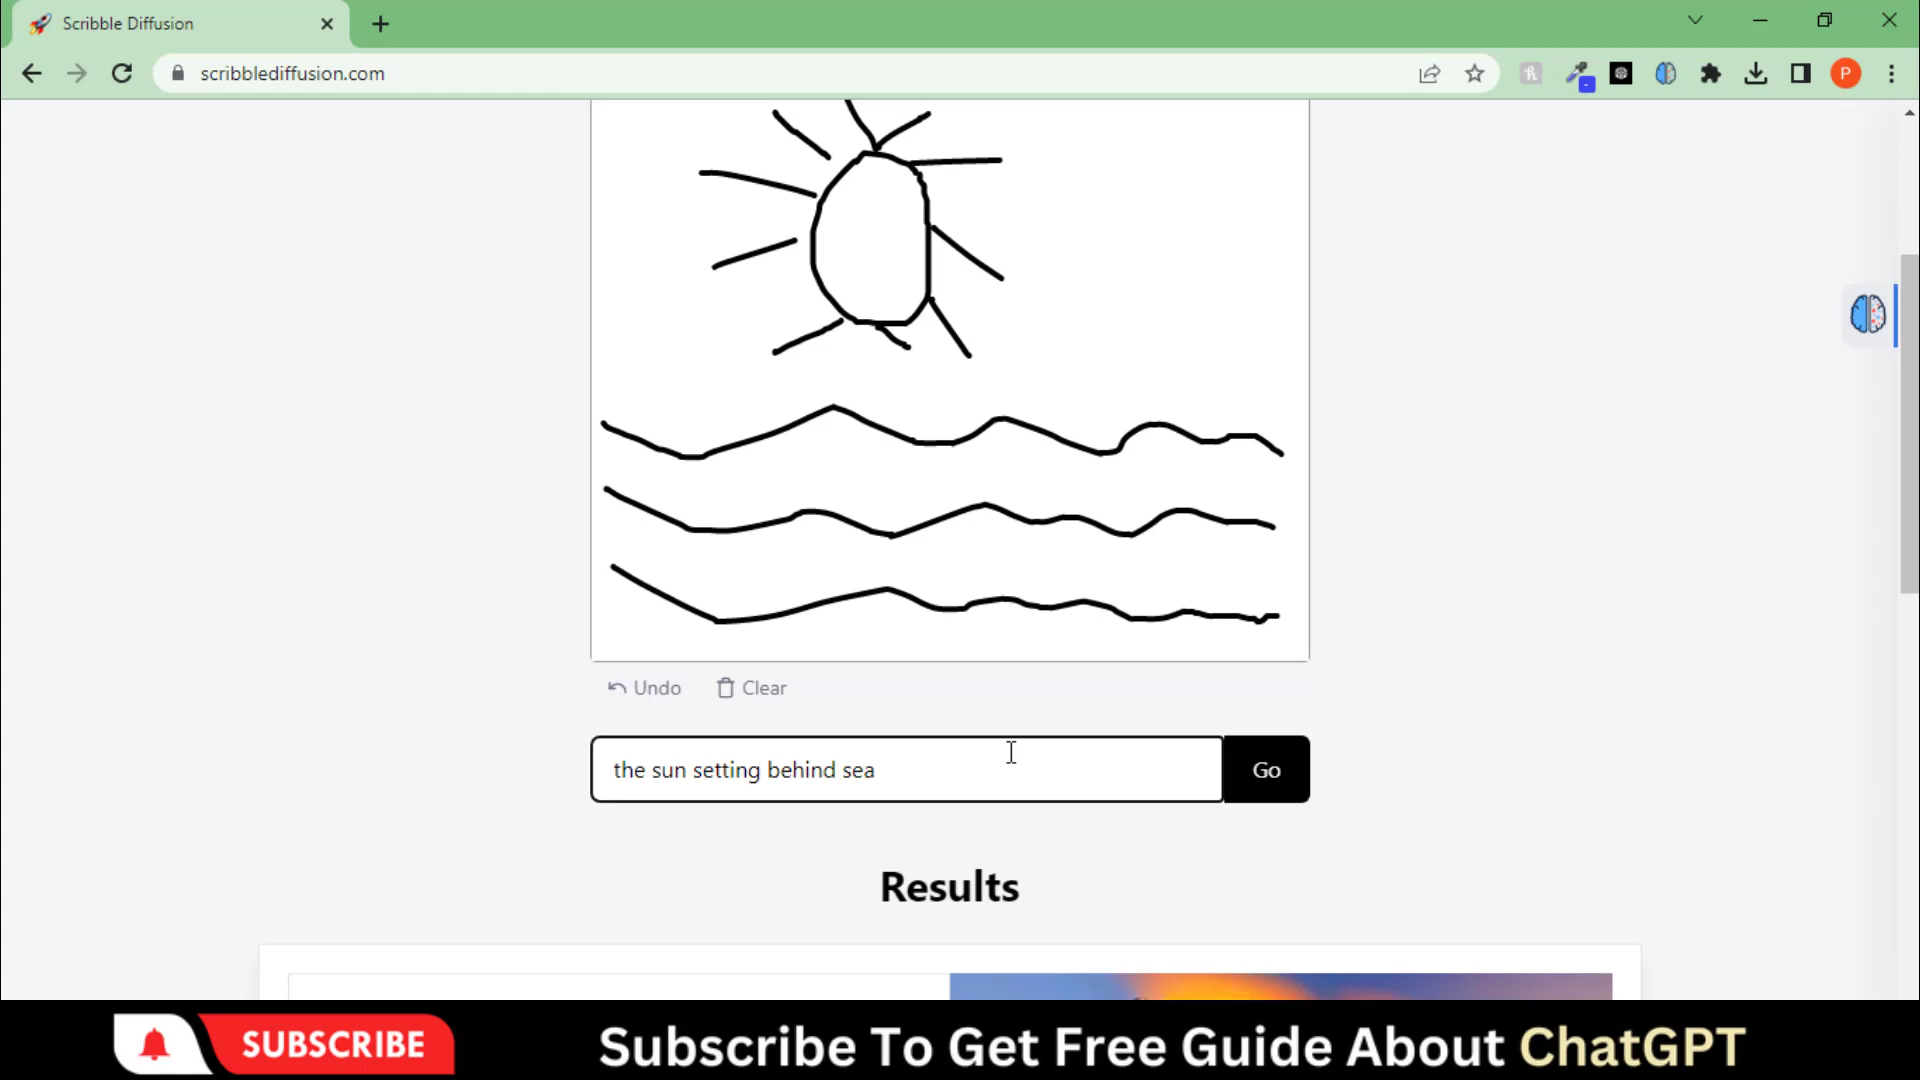 Scribble Diffusion
scribblediffusion.com
P
Undo Clear
the sun setting behind sea
Go
Results
SUBSCRIBE
Subscribe To Get Free Guide About ChatGPT